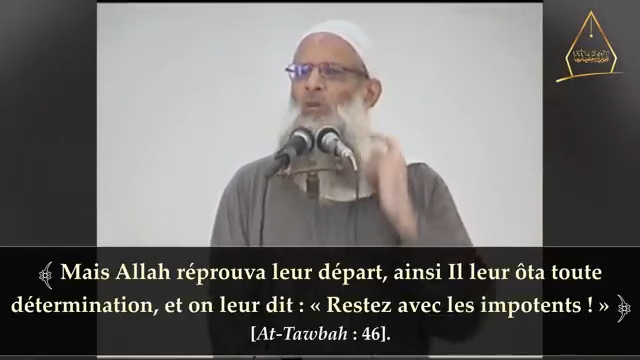 ﴾ Mais Allah réprouva leur départ, ainsi Il leur ôta toute
détermination, et on leur dit : « Restez avec les impotents ! » ﴿
[At-Tawbah : 46].